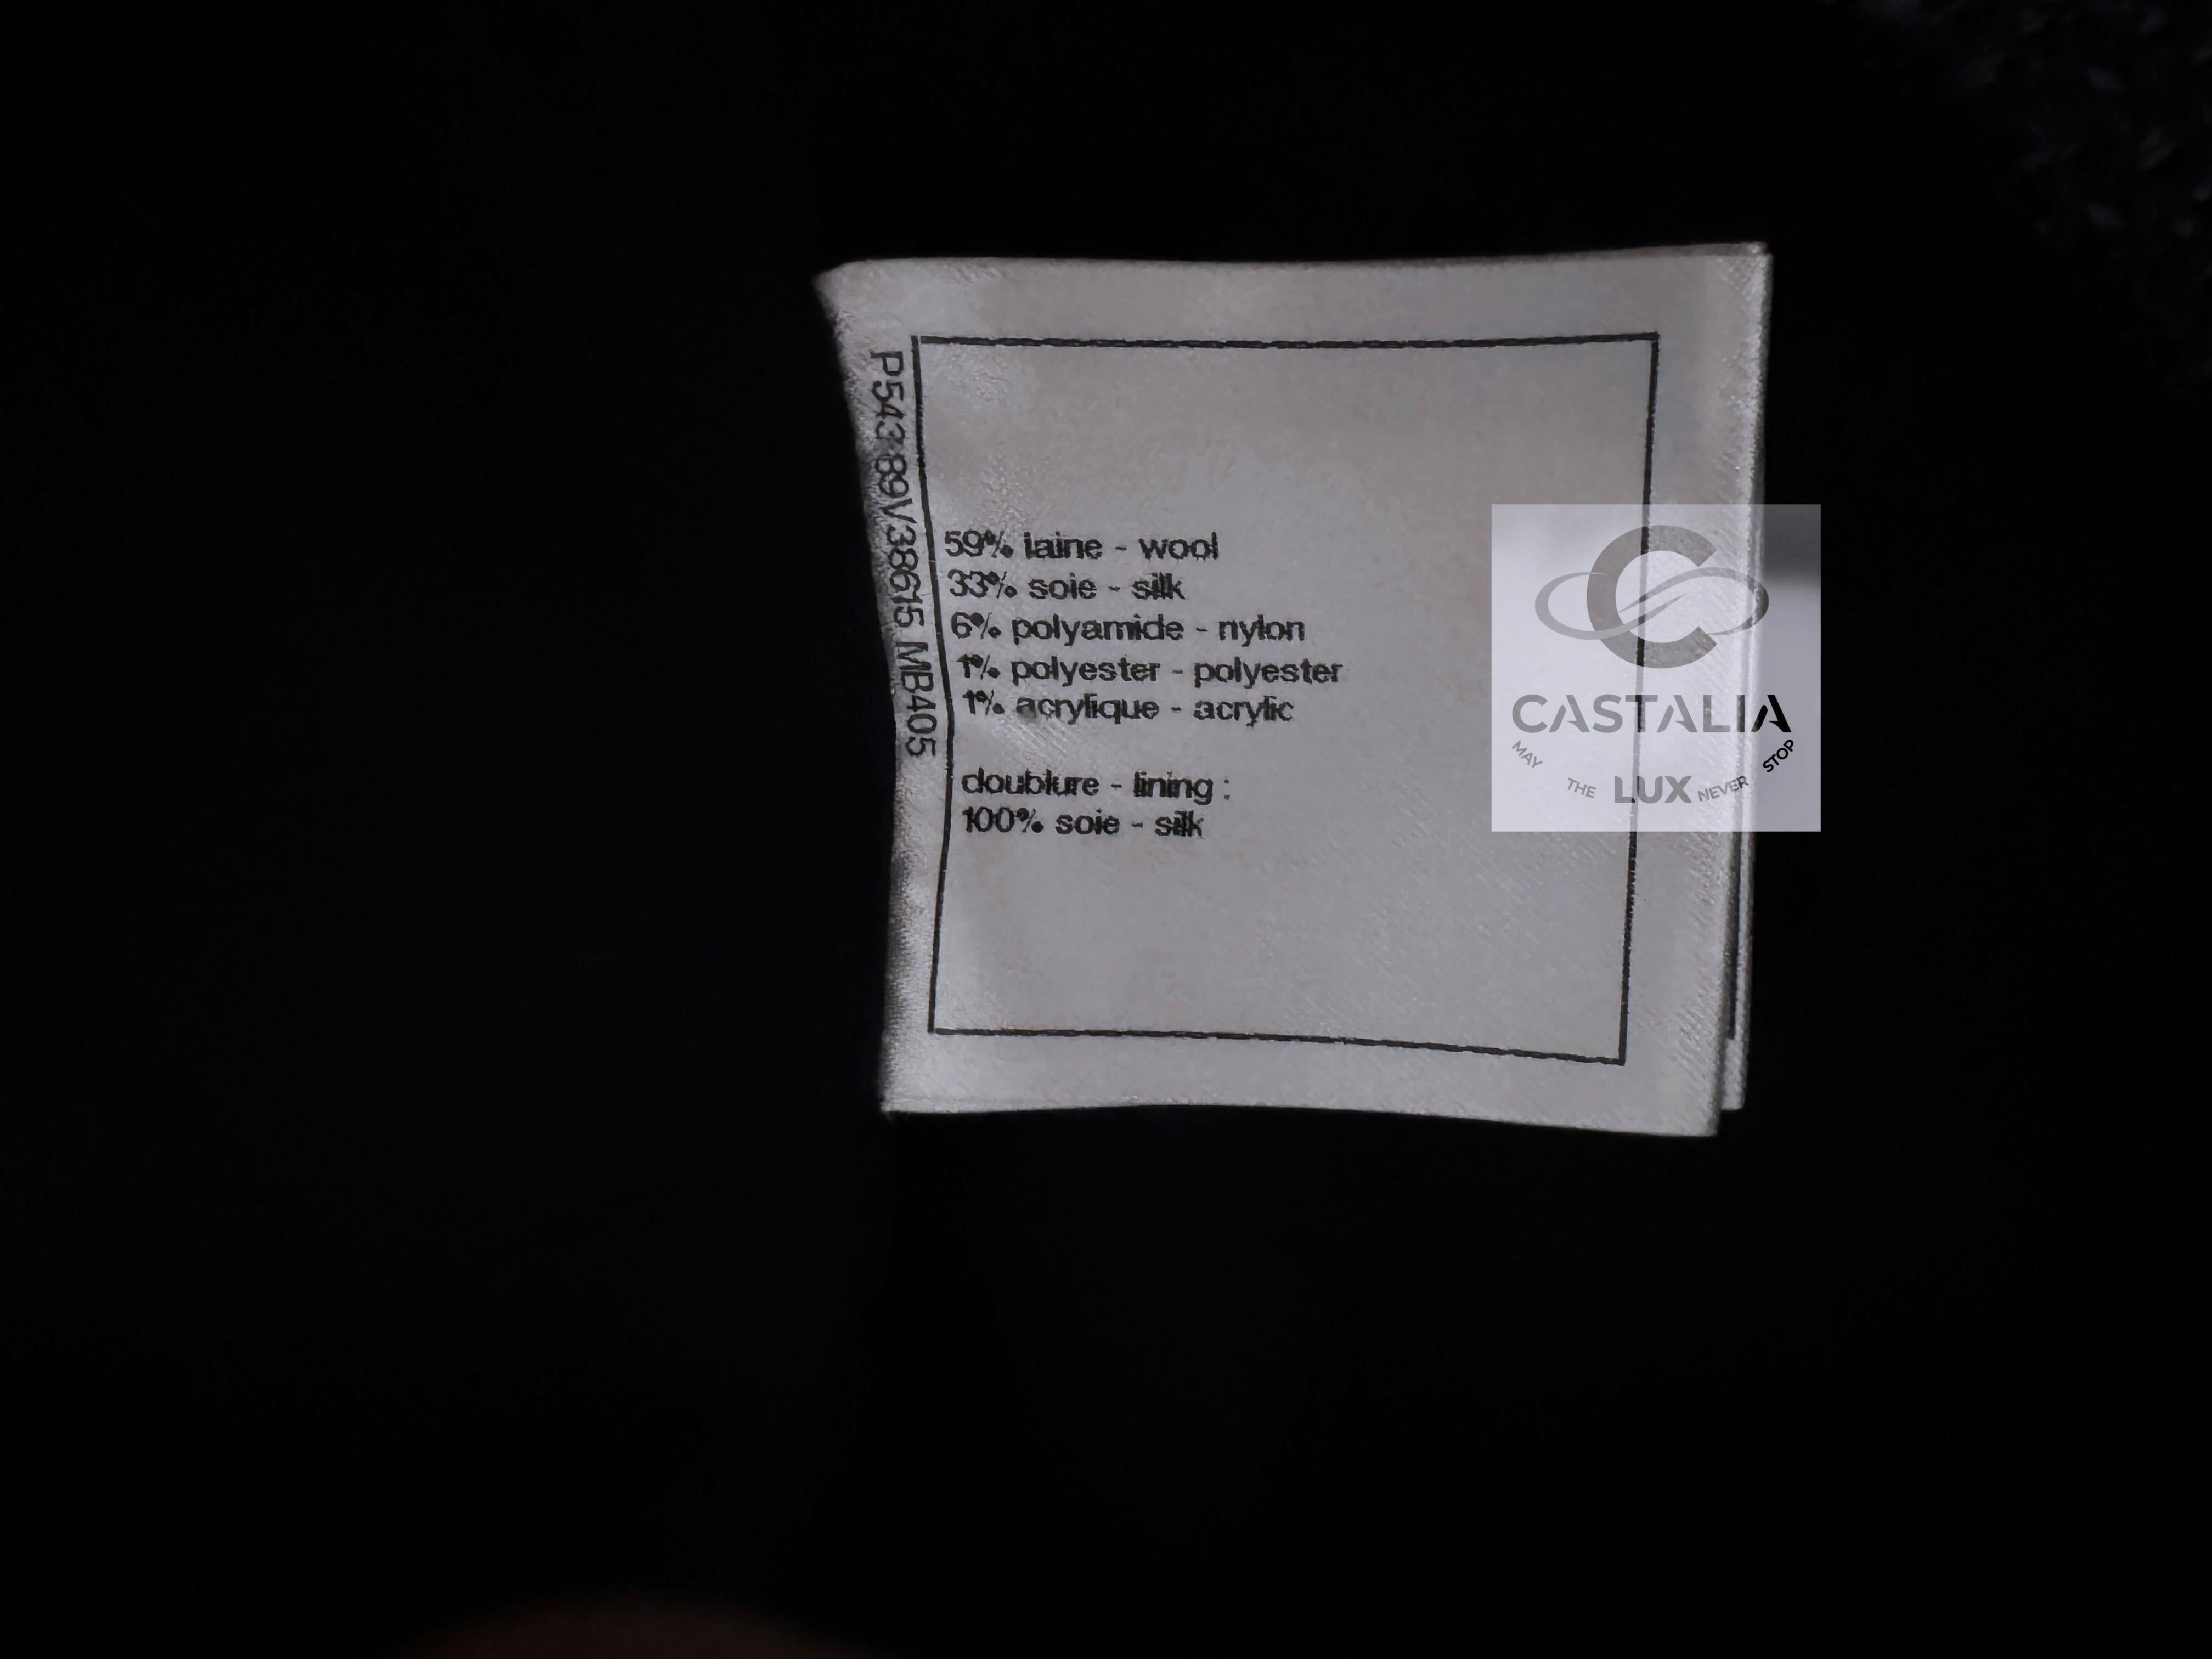 P543 89V38615 MB405
59% laine - wool
33% soie - silk
6% polyamide - nylon
1% polyester - polyester
1% acrylique - acrylic
doublure - lining :
100% soie - silk
CASTALIA
MAY THE LUX NEVER STOP